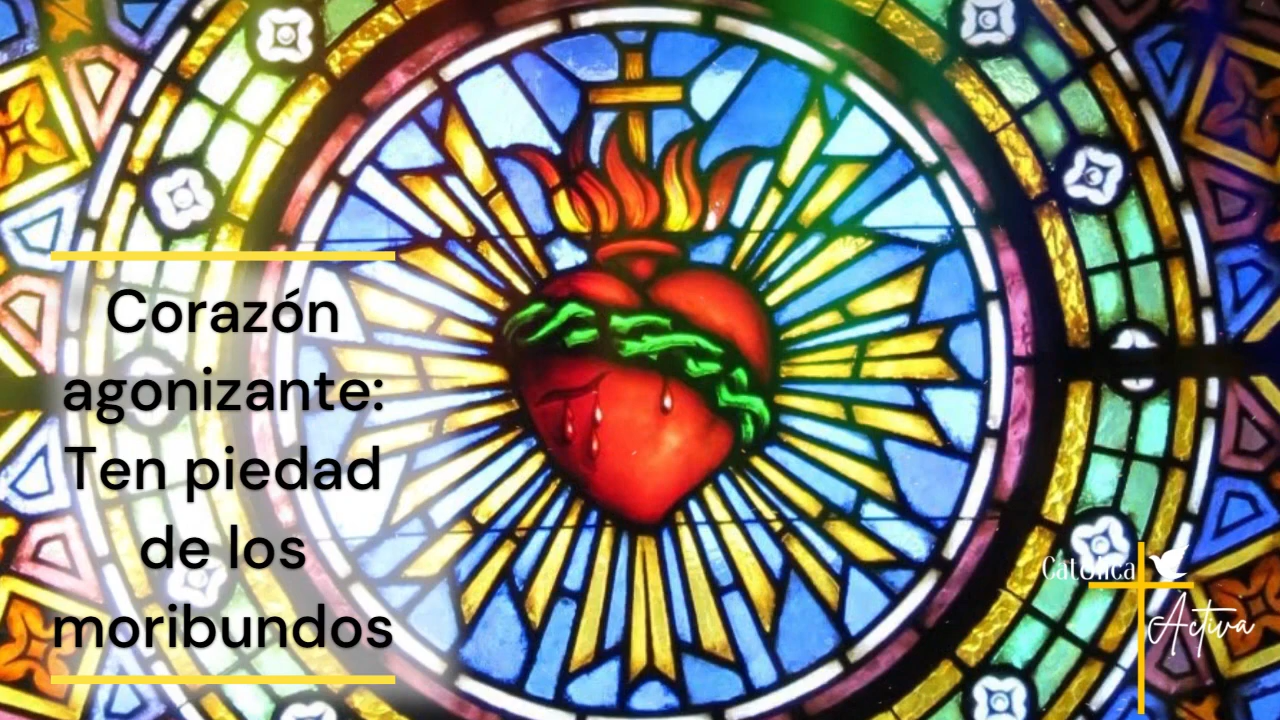 Corazón
agonizante:
Ten piedad
de los
moribundos
Católica
Activa